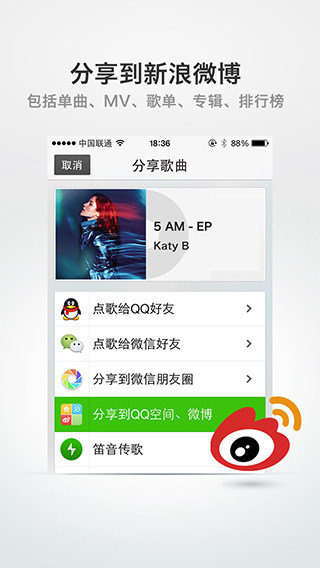 分享到新浪微博
包括单曲、MV、歌单、专辑、排行榜
中国联通 18:36 88%
取消 分享歌曲
5 AM - EP
Katy B
点歌给QQ好友
点歌给微信好友
分享到微信朋友圈
分享到QQ空间、微博
笛音传歌